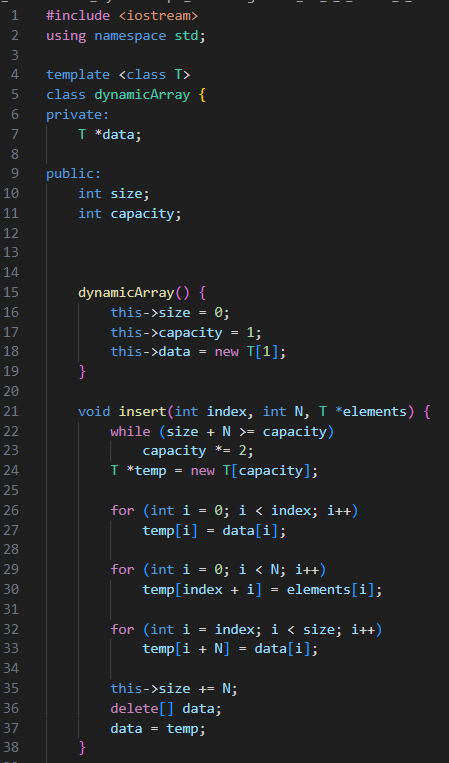 1 #include <iostream>
2 using namespace std;
3
4 template <class T>
5 class dynamicArray {
6 private:
7     T *data;
8
9 public:
10     int size;
11     int capacity;
12
13
14
15     dynamicArray() {
16         this->size = 0;
17         this->capacity = 1;
18         this->data = new T[1];
19     }
20
21     void insert(int index, int N, T *elements) {
22         while (size + N >= capacity)
23             capacity *= 2;
24         T *temp = new T[capacity];
25
26         for (int i = 0; i < index; i++)
27             temp[i] = data[i];
28
29         for (int i = 0; i < N; i++)
30             temp[index + i] = elements[i];
31
32         for (int i = index; i < size; i++)
33             temp[i + N] = data[i];
34
35         this->size += N;
36         delete[] data;
37         data = temp;
38     }